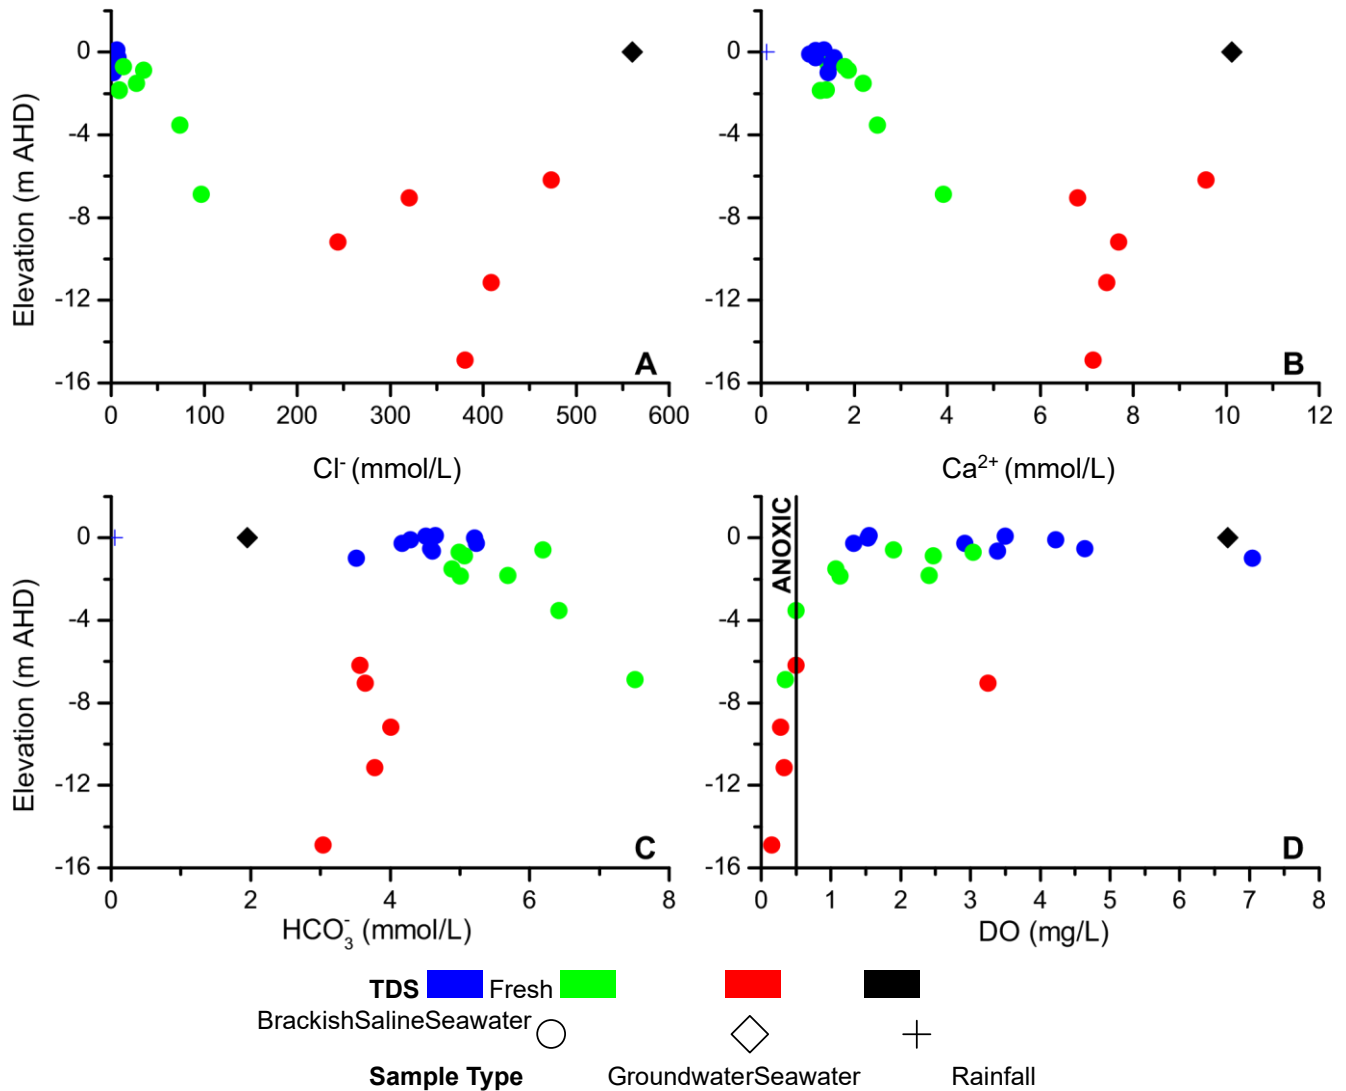 0
-4
-8
-12
-16
Elevation (m AHD)
A
0 100 200 300 400 500 600
Cl⁻ (mmol/L)
0
-4
-8
-12
-16
B
0 2 4 6 8 10 12
Ca²⁺ (mmol/L)
0
-4
-8
-12
-16
Elevation (m AHD)
C
0 2 4 6 8
HCO₃⁻ (mmol/L)
0
-4
-8
-12
-16
ANOXIC
D
0 1 2 3 4 5 6 7 8
DO (mg/L)
TDS Fresh
BrackishSalineSeawater
Sample Type GroundwaterSeawater Rainfall